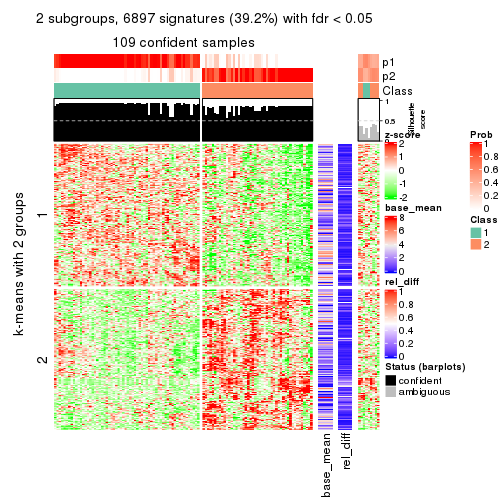 2 subgroups, 6897 signatures (39.2%) with fdr < 0.05
109 confident samples
p1
p2
Class
1
0.5
0
Silhouette
score
k-means with 2 groups
1
2
base_mean
rel_diff
z-score
2
1
0
-1
-2
base_mean
8
6
4
2
0
rel_diff
1
0.8
0.6
0.4
0.2
0
Status (barplots)
confident
ambiguous
Prob
1
0.8
0.6
0.4
0.2
0
Class
1
2